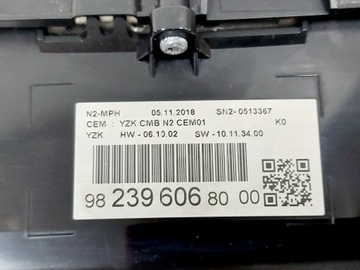 N2-MPH 05.11.2018 SN2- 0513367
CEM : YZK CMB N2 CEM01 K0
YZK HW - 06.10.02 SW - 10.11.34.00
98 239 606 80 00